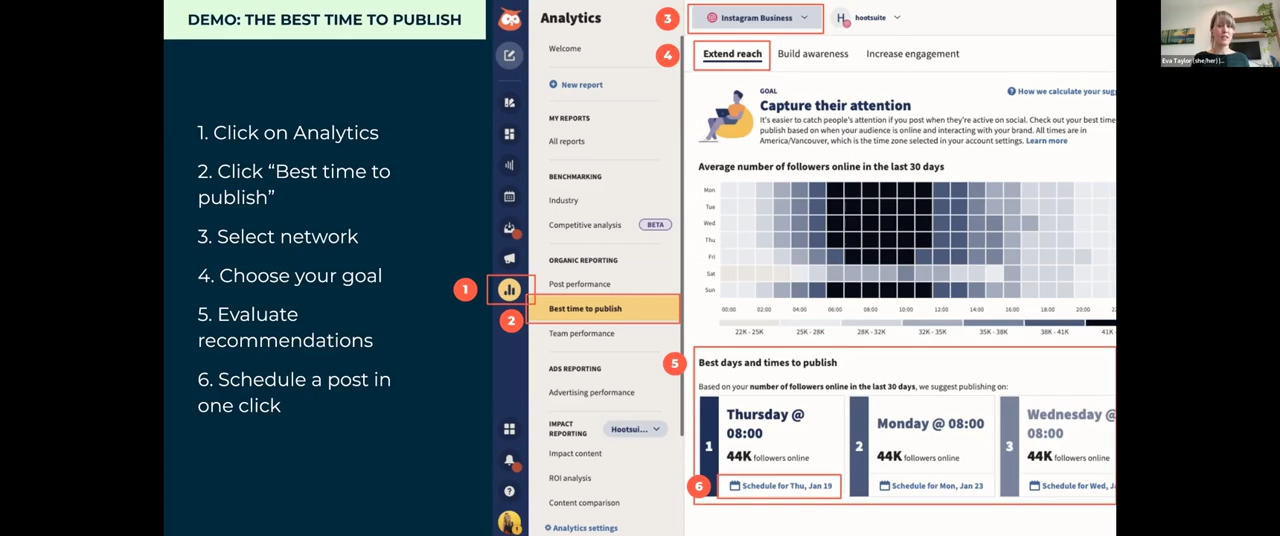 DEMO: THE BEST TIME TO PUBLISH
1. Click on Analytics
2. Click “Best time to
publish”
3. Select network
4. Choose your goal
5. Evaluate
recommendations
6. Schedule a post in
one click
1
2
Analytics
Welcome
New report
MY REPORTS
All reports
BENCHMARKING
Industry
Competitive analysis BETA
ORGANIC REPORTING
Post performance
Best time to publish
Team performance
ADS REPORTING
Advertising performance
IMPACT
REPORTING
Hootsui...
Impact content
ROI analysis
Content comparison
Analytics settings
3
Instagram Business
H hootsuite
4
Extend reach Build awareness Increase engagement
GOAL
How we calculate your
Capture their attention
It's easier to catch people's attention if you post when they're active on social. Check out your best time
publish based on when your audience is online and interacting with your brand. All times are in
America/Vancouver, which is the time zone selected in your account settings. Learn more
Average number of followers online in the last 30 days
Mon
Tue
Wed
Thu
Fri
Sat
Sun
00:00 02:00 04:00 06:00 08:00 10:00 12:00 14:00 16:00 18:00 20:00 22
22K - 25K 25K - 28K 28K - 32K 32K - 35K 35K - 38K 38K - 41K 41K -
5
Best days and times to publish
Based on your number of followers online in the last 30 days, we suggest publishing on:
1
Thursday @
08:00
44K followers online
6
Schedule for Thu, Jan 19
2
Monday @ 08:00
44K followers online
Schedule for Mon, Jan 23
3
Wednesday @
08:00
44K followers online
Schedule for Wed,
Eva Taylor (she/her)